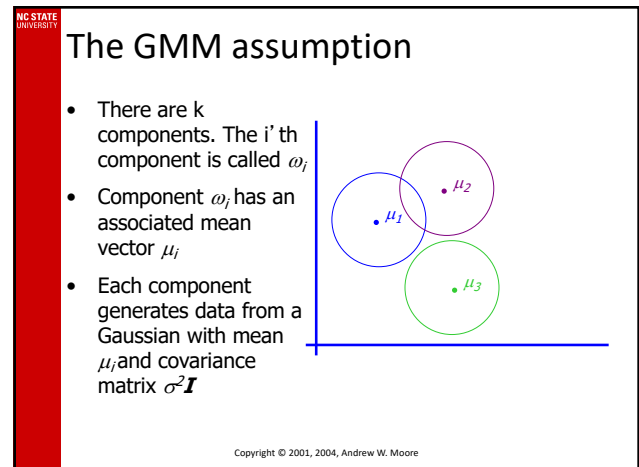 NC STATE
UNIVERSITY
The GMM assumption
• There are k
components. The i’th
component is called ωi
• Component ωi has an
associated mean
vector μi
• Each component
generates data from a
Gaussian with mean
μi and covariance
matrix σ²I
μ1
μ2
μ3
Copyright © 2001, 2004, Andrew W. Moore